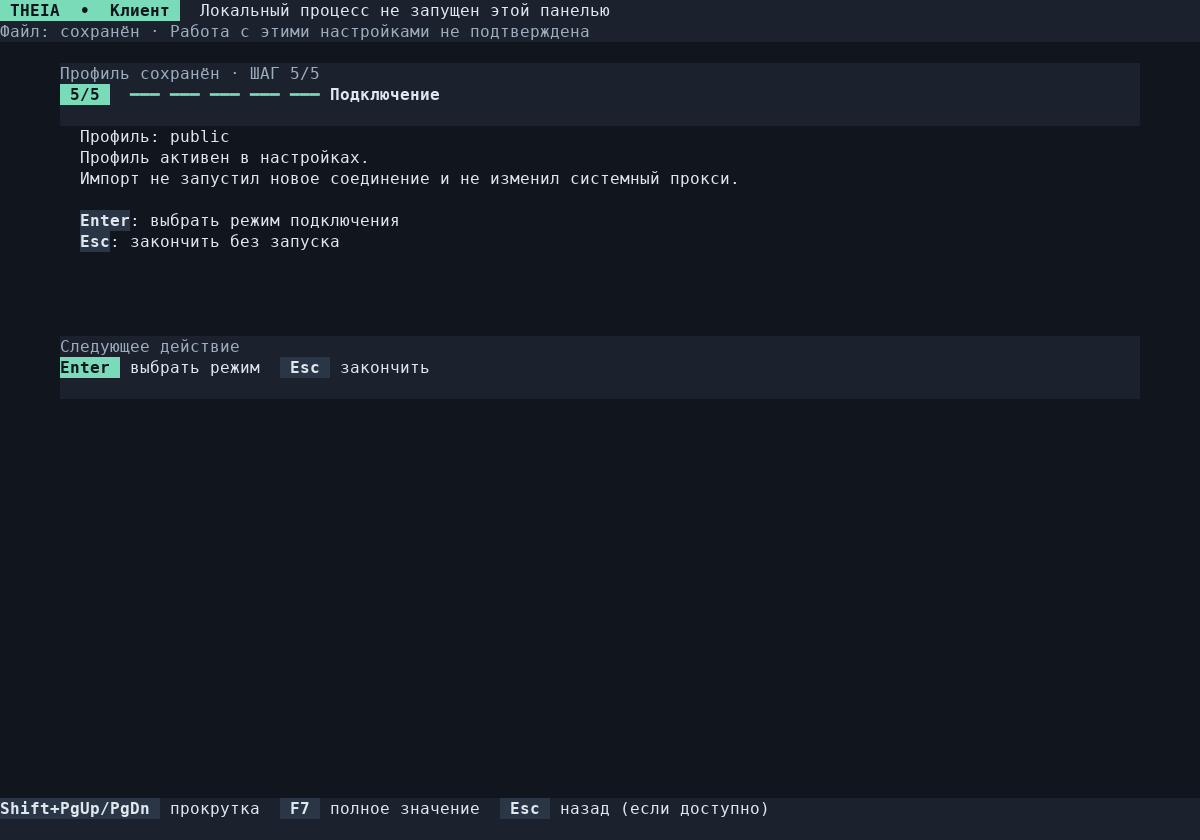 THEIA • Клиент Локальный процесс не запущен этой панелью
Файл: сохранён · Работа с этими настройками не подтверждена
Профиль сохранён · ШАГ 5/5
5/5 ━━━ ━━━ ━━━ ━━━ ━━━ Подключение
Профиль: public
Профиль активен в настройках.
Импорт не запустил новое соединение и не изменил системный прокси.
Enter: выбрать режим подключения
Esc: закончить без запуска
Следующее действие
Enter выбрать режим Esc закончить
Shift+PgUp/PgDn прокрутка F7 полное значение Esc назад (если доступно)